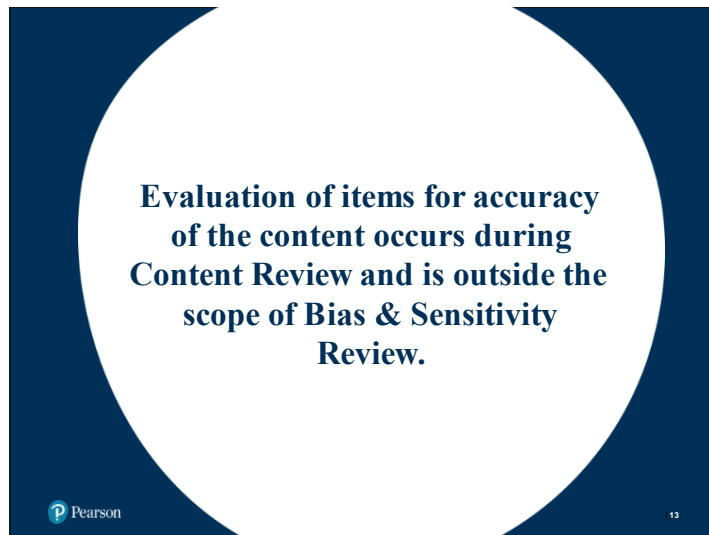 Evaluation of items for accuracy
of the content occurs during
Content Review and is outside the
scope of Bias & Sensitivity
Review.
Pearson
13